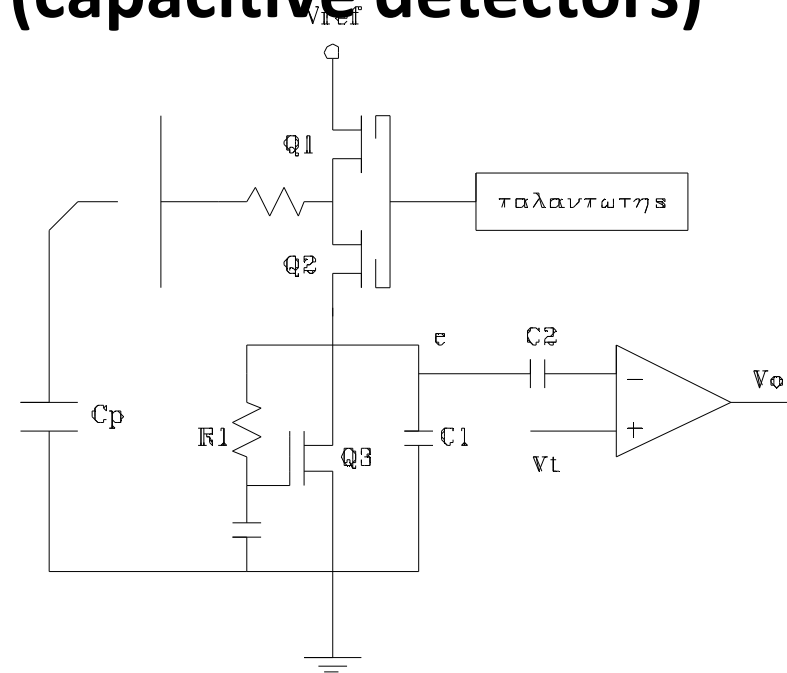 (capacitive detectors)
Vref
Q1
ταλαντωτης
Q2
e
C2
Vo
Cp
R1
Q3
C1
Vt